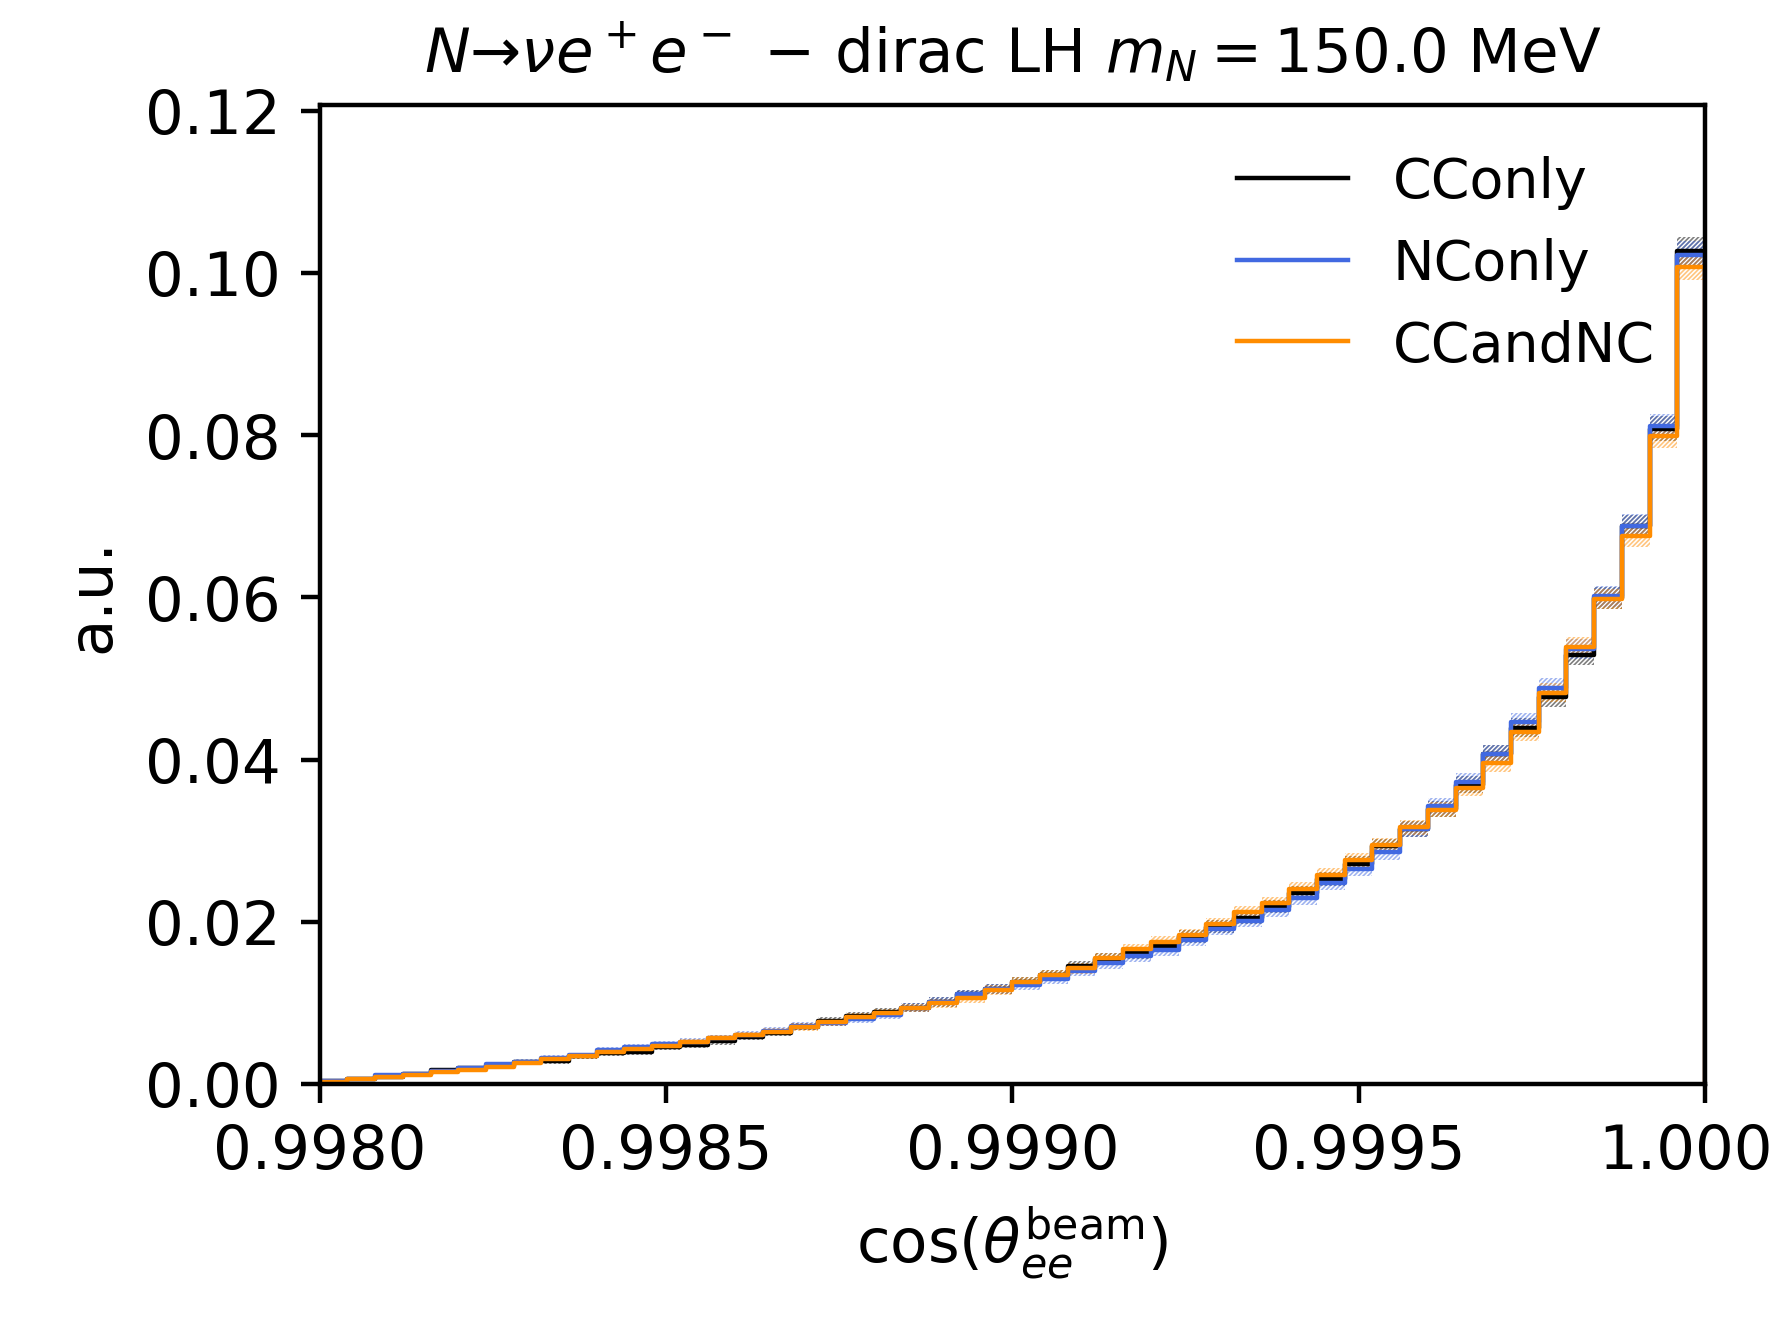 N→νe⁺e⁻ − dirac LH m_N = 150.0 MeV
0.12
0.10
0.08
0.06
0.04
0.02
0.00
a.u.
CConly
NConly
CCandNC
0.9980 0.9985 0.9990 0.9995 1.000
cos(θ_ee^beam)